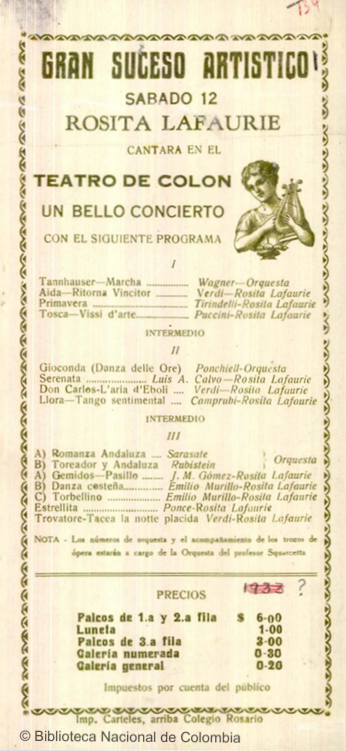 134
GRAN SUCESO ARTISTICO
SABADO 12
ROSITA LAFAURIE
CANTARA EN EL
TEATRO DE COLON
UN BELLO CONCIERTO
CON EL SIGUIENTE PROGRAMA
I
Tannhauser—Marcha ............... Wagner—Orquesta
Aida—Ritorna Vincitor ........... Verdi—Rosita Lafaurie
Primavera ........... Tirindelli-Rosita Lafaurie
Tosca—Vissi d'arte............... Puccini-Rosita Lafaurie
INTERMEDIO
II
Gioconda (Danza delle Ore) Ponchiell-Orquesta
Serenata ..................... Luis A. Calvo—Rosita Lafaurie
Don Carlos-L'aria d'Eboli .... Verdi—Rosita Lafaurie
Llora—Tango sentimental .... Camprubi-Rosita Lafaurie
INTERMEDIO
III
A) Romanza Andaluza .... Sarasate
B) Toreador y Andaluza Rubistein Orquesta
A) Gemidos—Pasillo ....... J. M. Gómez-Rosita Lafaurie
B) Danza costeña............ Emilio Murillo-Rosita Lafaurie
C) Torbellino ............... Emilio Murillo-Rosita Lafaurie
Estrellita .................. Ponce-Rosita Lafaurie
Trovatore-Tacea la notte placida Verdi-Rosita Lafaurie
NOTA - Los números de orquesta y el acompañamiento de los trozos de
ópera estarán a cargo de la Orquesta del profesor Squarcetta
1933 ?
PRECIOS
Palcos de 1.a y 2.a fila $ 6-00
Luneta 1-00
Palcos de 3.a fila 3-00
Galería numerada 0-30
Galería general 0-20
Impuestos por cuenta del público
Imp. Carteles, arriba Colegio Rosario
© Biblioteca Nacional de Colombia